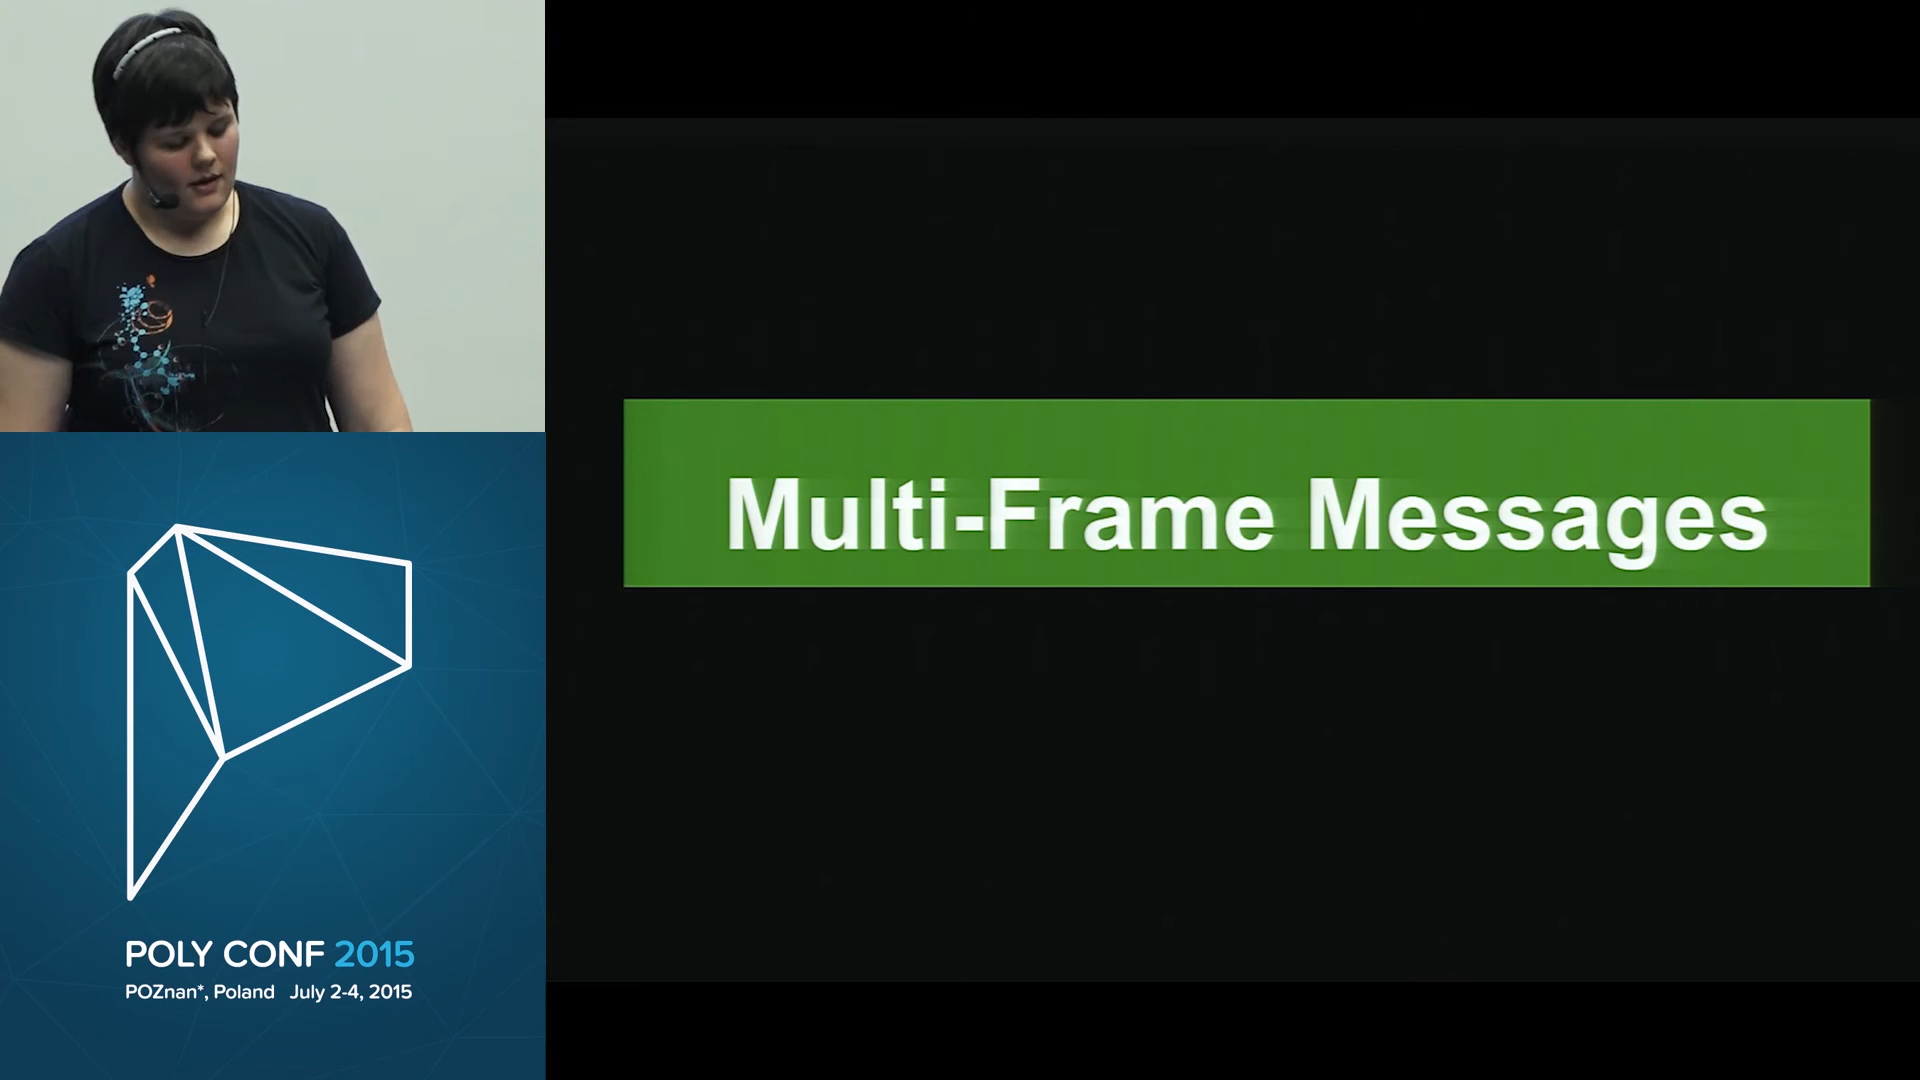 Multi-Frame Messages
POLY CONF 2015
POZnan*, Poland July 2-4, 2015